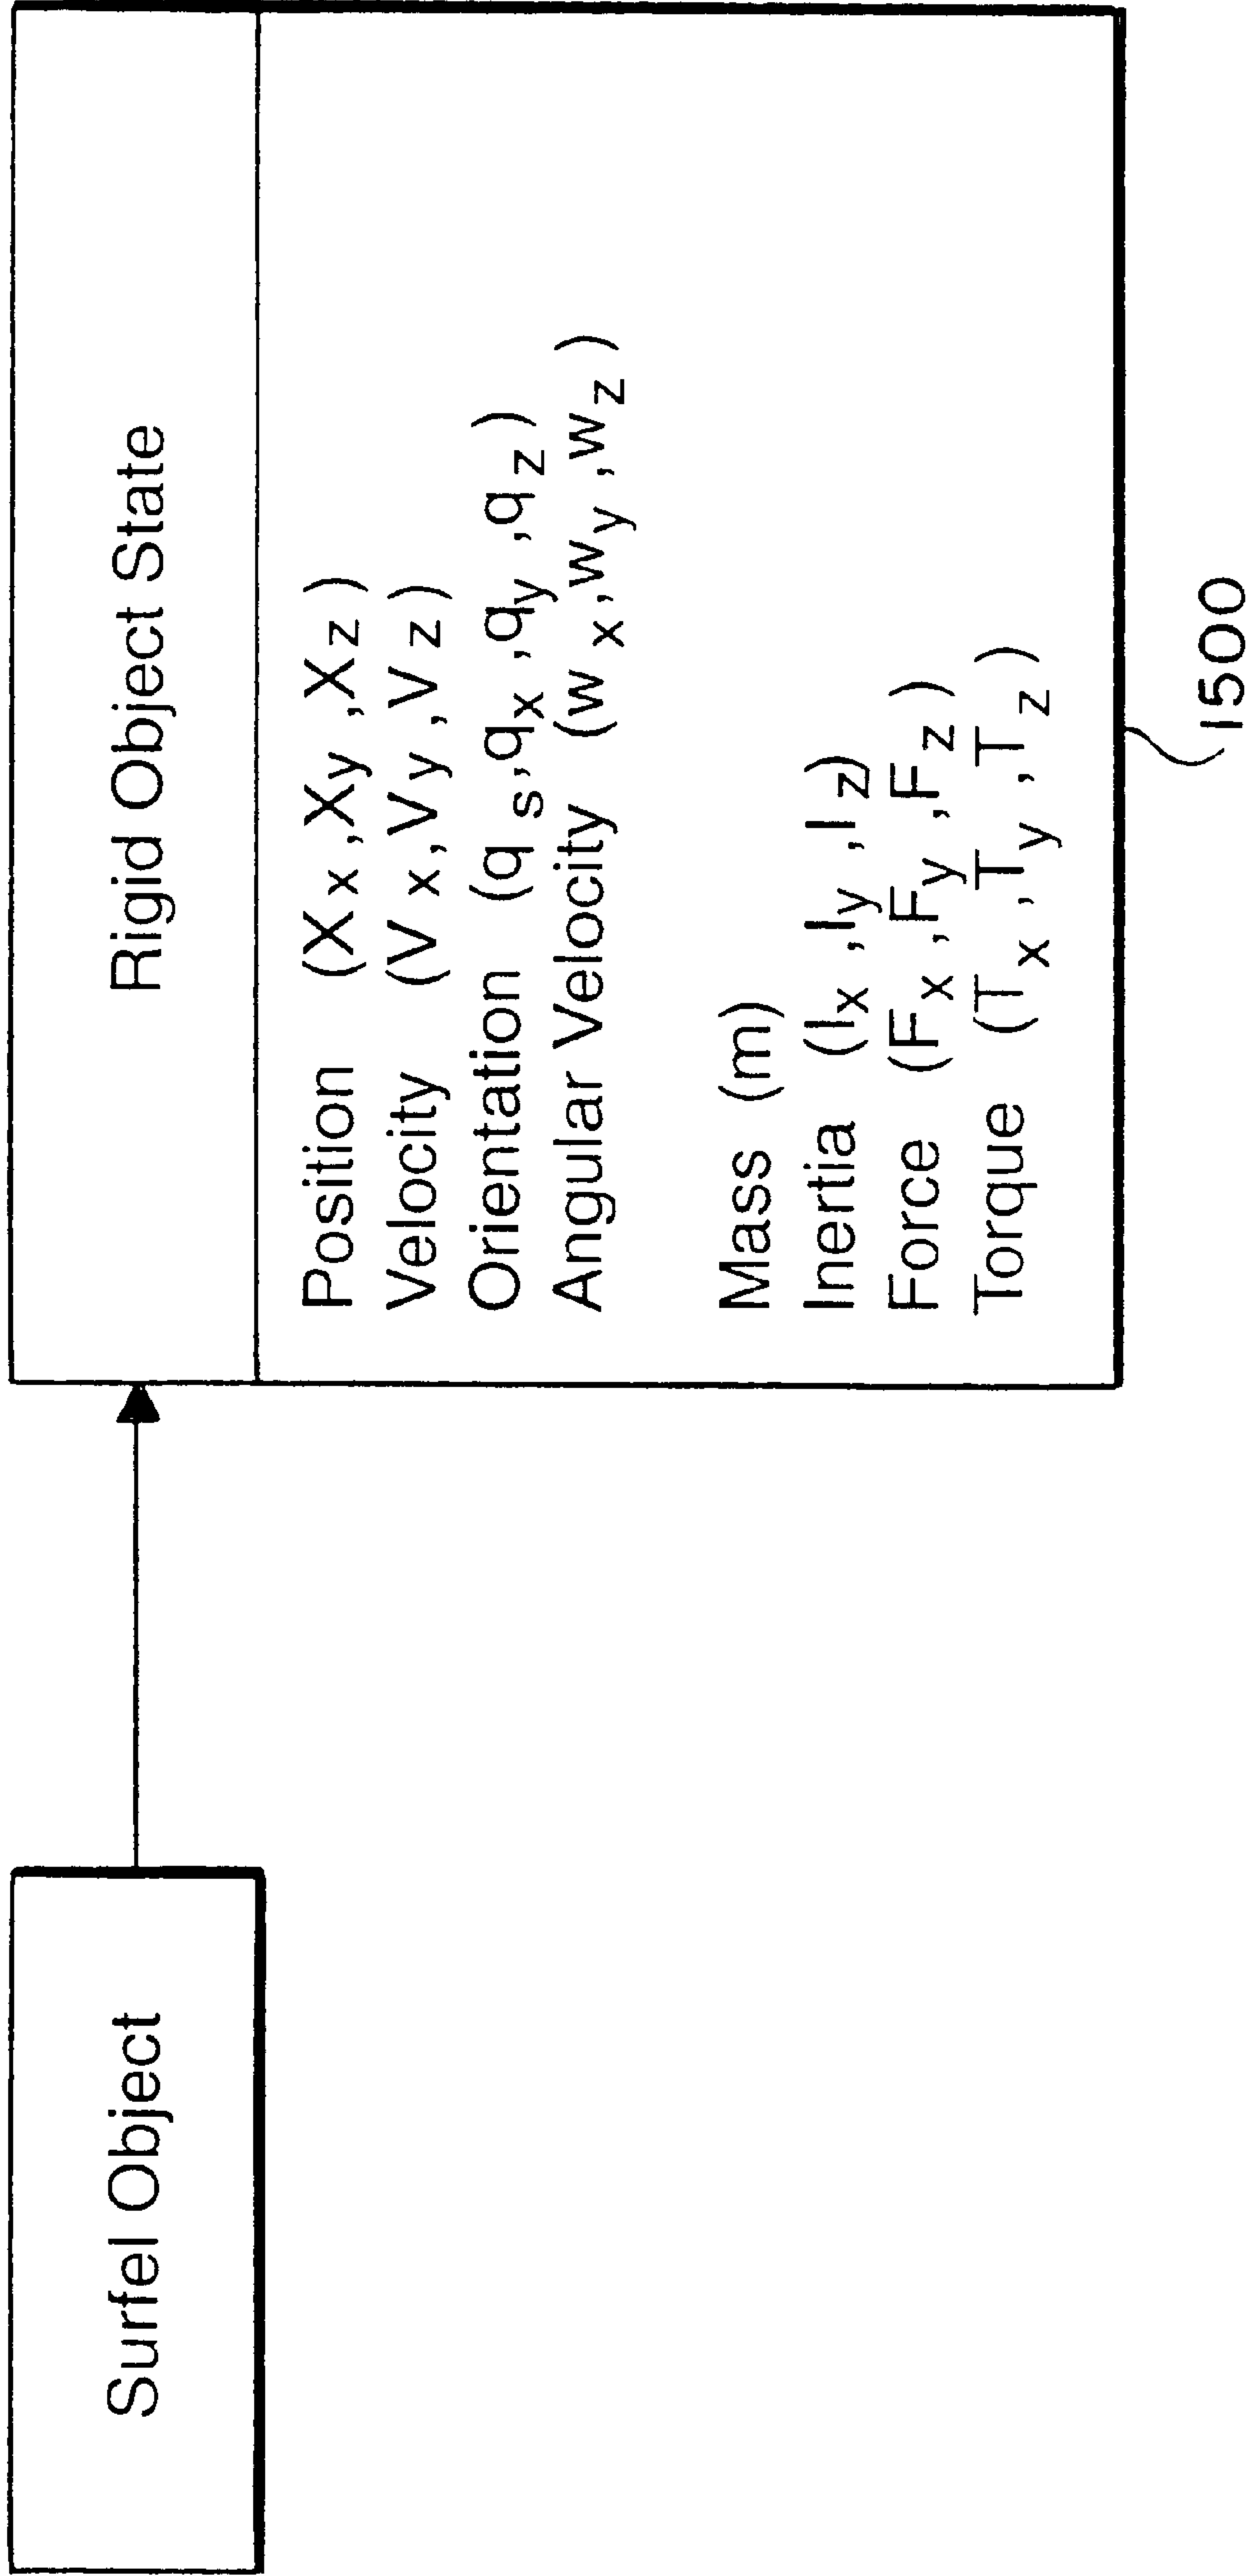 Surfel Object
Rigid Object State
Position (Xx,Xy,Xz)
Velocity (Vx,Vy,Vz)
Orientation (qs,qx,qy,qz)
Angular Velocity (wx,wy,wz)
Mass (m)
Inertia (Ix,Iy,Iz)
Force (Fx,Fy,Fz)
Torque (Tx,Ty,Tz)
1500